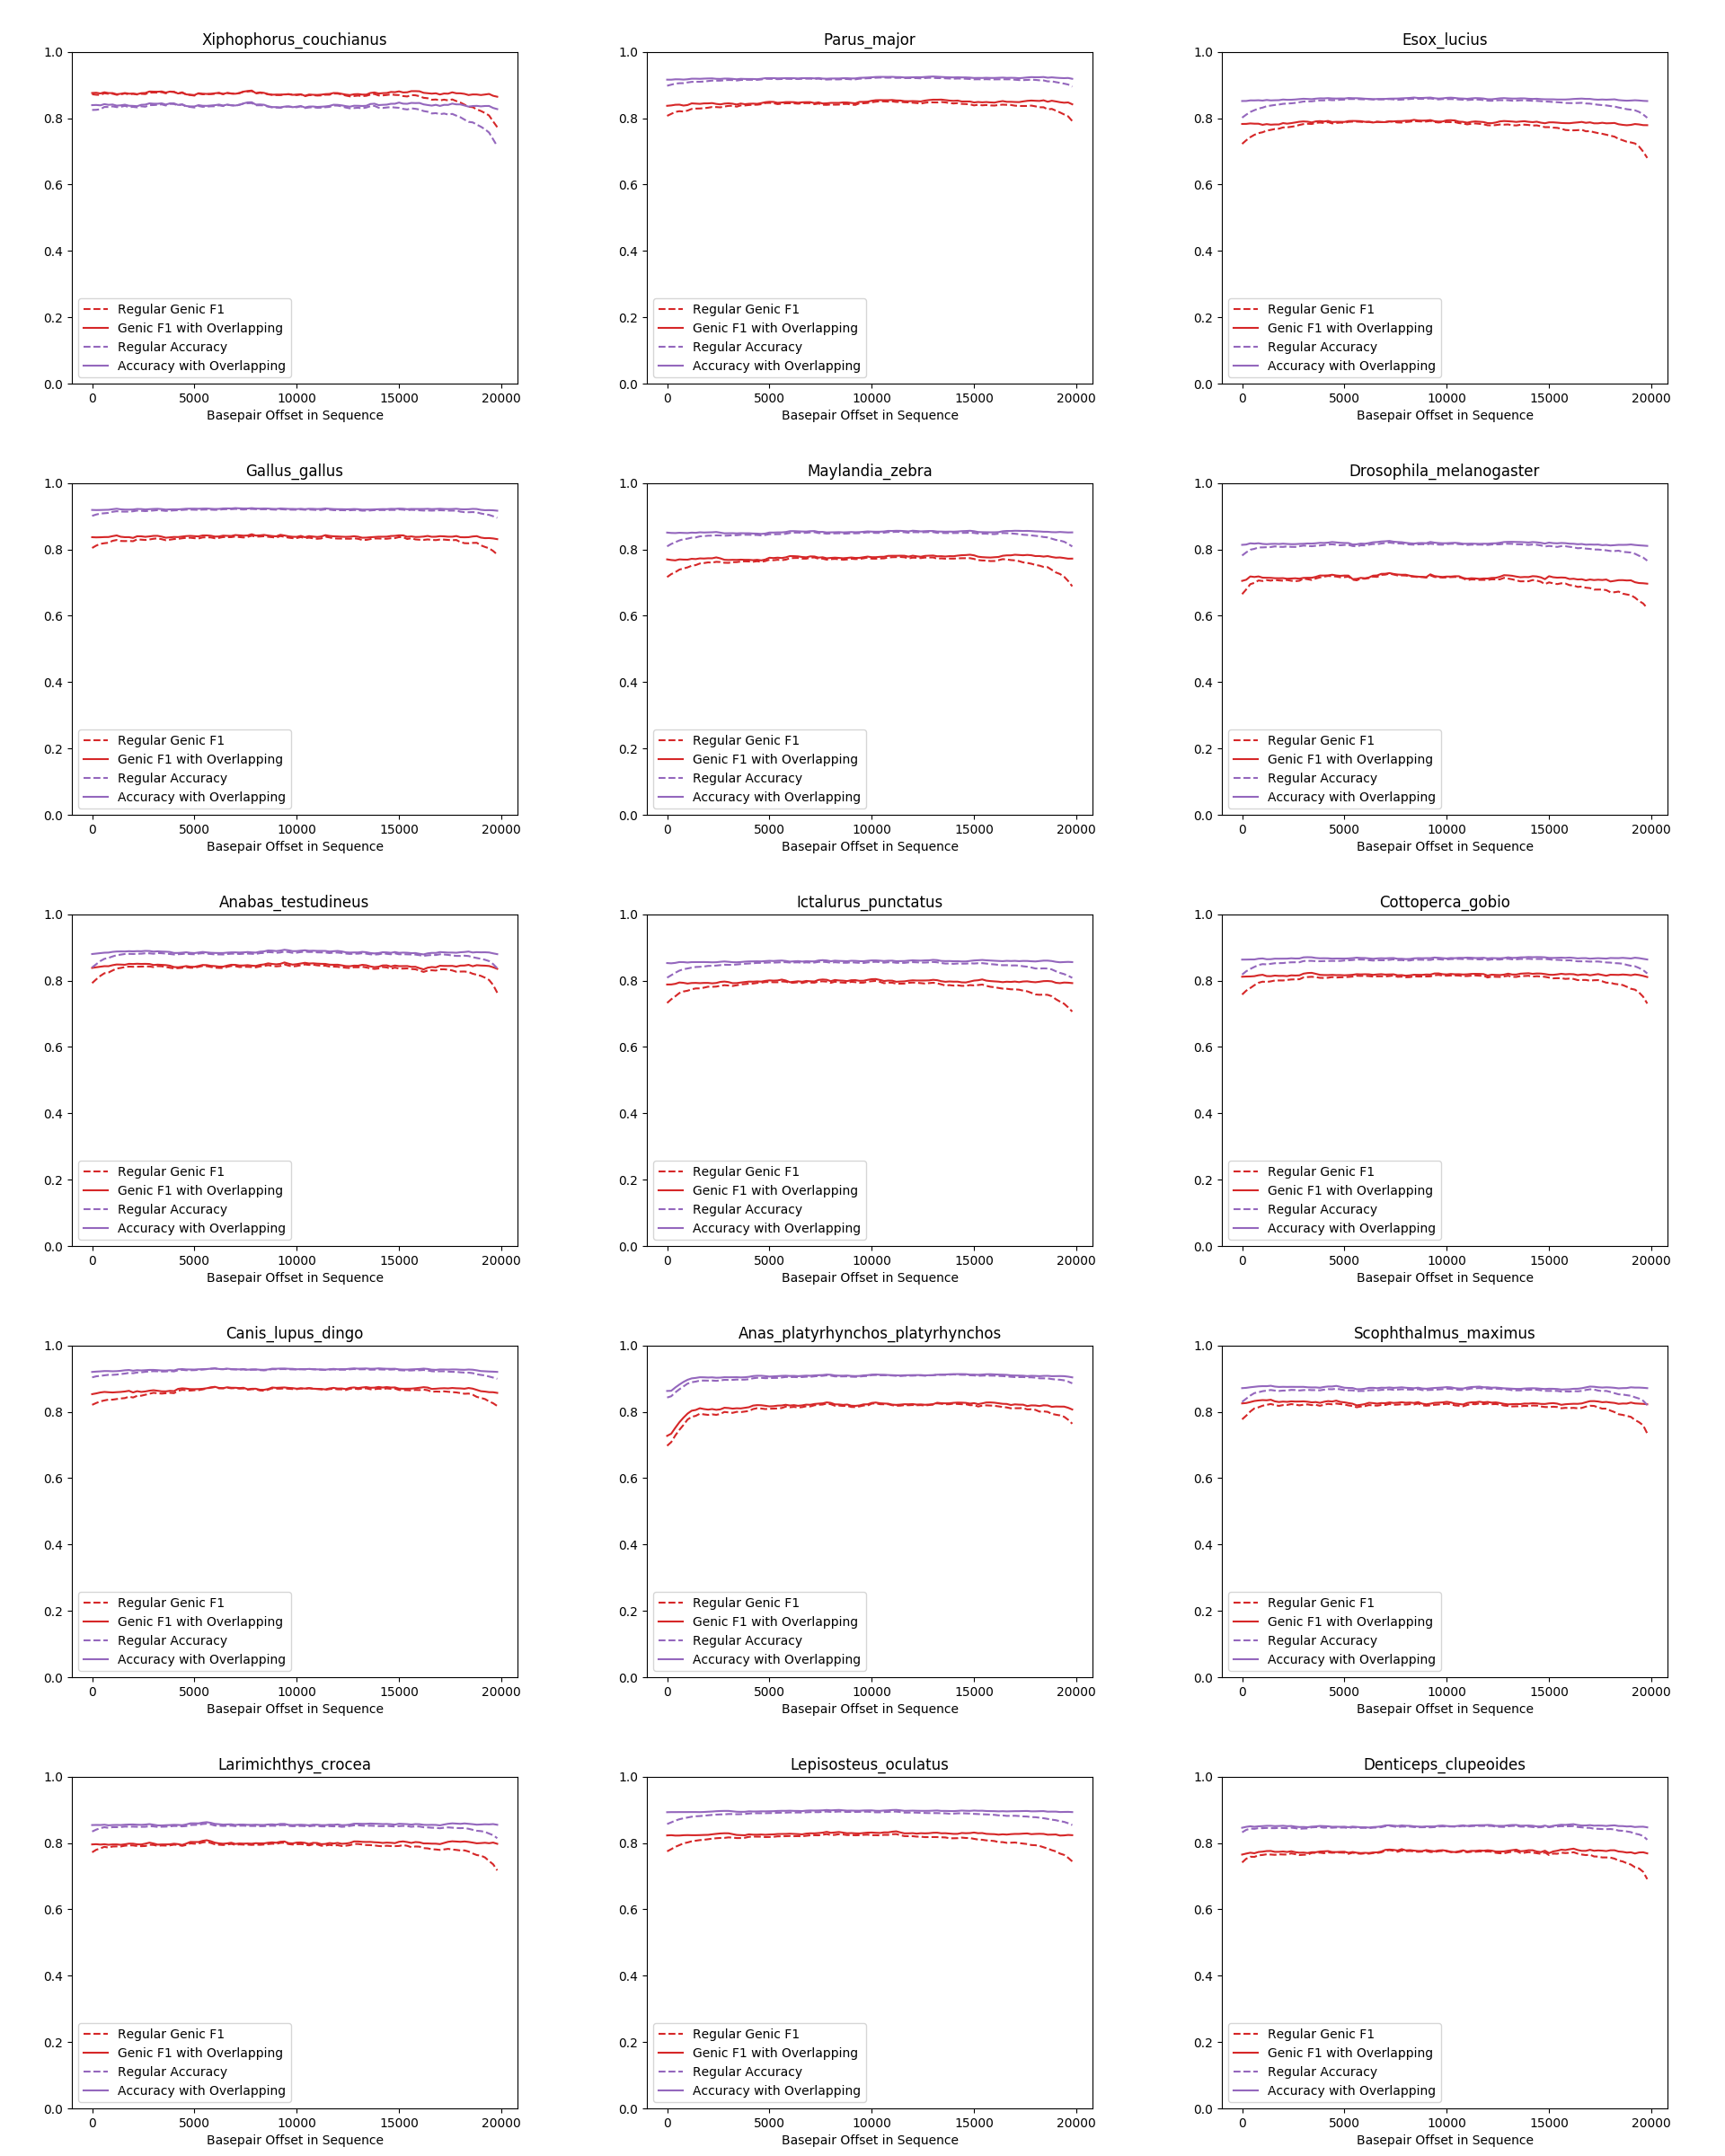 Xiphophorus_couchianus
1.0
0.8
0.6
0.4
0.2
0.0
Regular Genic F1
Genic F1 with Overlapping
Regular Accuracy
Accuracy with Overlapping
0 5000 10000 15000 20000
Basepair Offset in Sequence
Parus_major
1.0
0.8
0.6
0.4
0.2
0.0
Regular Genic F1
Genic F1 with Overlapping
Regular Accuracy
Accuracy with Overlapping
0 5000 10000 15000 20000
Basepair Offset in Sequence
Esox_lucius
1.0
0.8
0.6
0.4
0.2
0.0
Regular Genic F1
Genic F1 with Overlapping
Regular Accuracy
Accuracy with Overlapping
0 5000 10000 15000 20000
Basepair Offset in Sequence
Gallus_gallus
1.0
0.8
0.6
0.4
0.2
0.0
Regular Genic F1
Genic F1 with Overlapping
Regular Accuracy
Accuracy with Overlapping
0 5000 10000 15000 20000
Basepair Offset in Sequence
Maylandia_zebra
1.0
0.8
0.6
0.4
0.2
0.0
Regular Genic F1
Genic F1 with Overlapping
Regular Accuracy
Accuracy with Overlapping
0 5000 10000 15000 20000
Basepair Offset in Sequence
Drosophila_melanogaster
1.0
0.8
0.6
0.4
0.2
0.0
Regular Genic F1
Genic F1 with Overlapping
Regular Accuracy
Accuracy with Overlapping
0 5000 10000 15000 20000
Basepair Offset in Sequence
Anabas_testudineus
1.0
0.8
0.6
0.4
0.2
0.0
Regular Genic F1
Genic F1 with Overlapping
Regular Accuracy
Accuracy with Overlapping
0 5000 10000 15000 20000
Basepair Offset in Sequence
Ictalurus_punctatus
1.0
0.8
0.6
0.4
0.2
0.0
Regular Genic F1
Genic F1 with Overlapping
Regular Accuracy
Accuracy with Overlapping
0 5000 10000 15000 20000
Basepair Offset in Sequence
Cottoperca_gobio
1.0
0.8
0.6
0.4
0.2
0.0
Regular Genic F1
Genic F1 with Overlapping
Regular Accuracy
Accuracy with Overlapping
0 5000 10000 15000 20000
Basepair Offset in Sequence
Canis_lupus_dingo
1.0
0.8
0.6
0.4
0.2
0.0
Regular Genic F1
Genic F1 with Overlapping
Regular Accuracy
Accuracy with Overlapping
0 5000 10000 15000 20000
Basepair Offset in Sequence
Anas_platyrhynchos_platyrhynchos
1.0
0.8
0.6
0.4
0.2
0.0
Regular Genic F1
Genic F1 with Overlapping
Regular Accuracy
Accuracy with Overlapping
0 5000 10000 15000 20000
Basepair Offset in Sequence
Scophthalmus_maximus
1.0
0.8
0.6
0.4
0.2
0.0
Regular Genic F1
Genic F1 with Overlapping
Regular Accuracy
Accuracy with Overlapping
0 5000 10000 15000 20000
Basepair Offset in Sequence
Larimichthys_crocea
1.0
0.8
0.6
0.4
0.2
0.0
Regular Genic F1
Genic F1 with Overlapping
Regular Accuracy
Accuracy with Overlapping
0 5000 10000 15000 20000
Basepair Offset in Sequence
Lepisosteus_oculatus
1.0
0.8
0.6
0.4
0.2
0.0
Regular Genic F1
Genic F1 with Overlapping
Regular Accuracy
Accuracy with Overlapping
0 5000 10000 15000 20000
Basepair Offset in Sequence
Denticeps_clupeoides
1.0
0.8
0.6
0.4
0.2
0.0
Regular Genic F1
Genic F1 with Overlapping
Regular Accuracy
Accuracy with Overlapping
0 5000 10000 15000 20000
Basepair Offset in Sequence